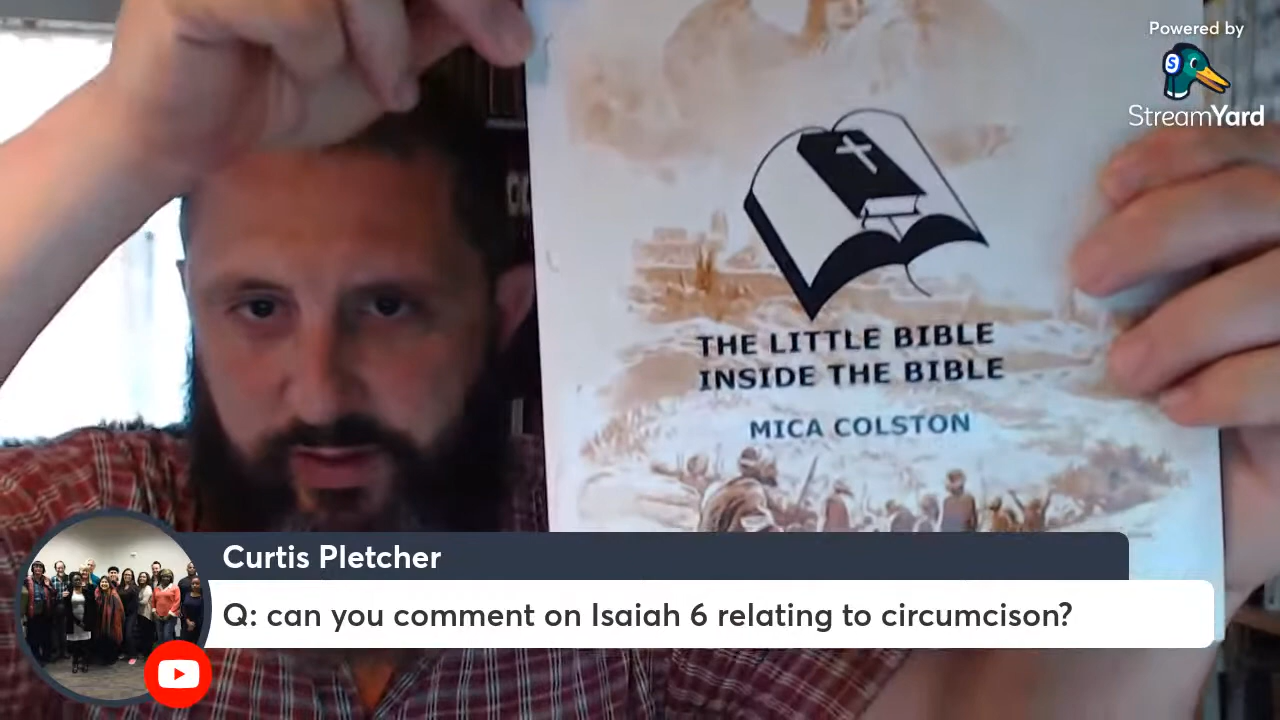 Powered by
StreamYard
THE LITTLE BIBLE
INSIDE THE BIBLE
MICA COLSTON
Curtis Pletcher
Q: can you comment on Isaiah 6 relating to circumcison?